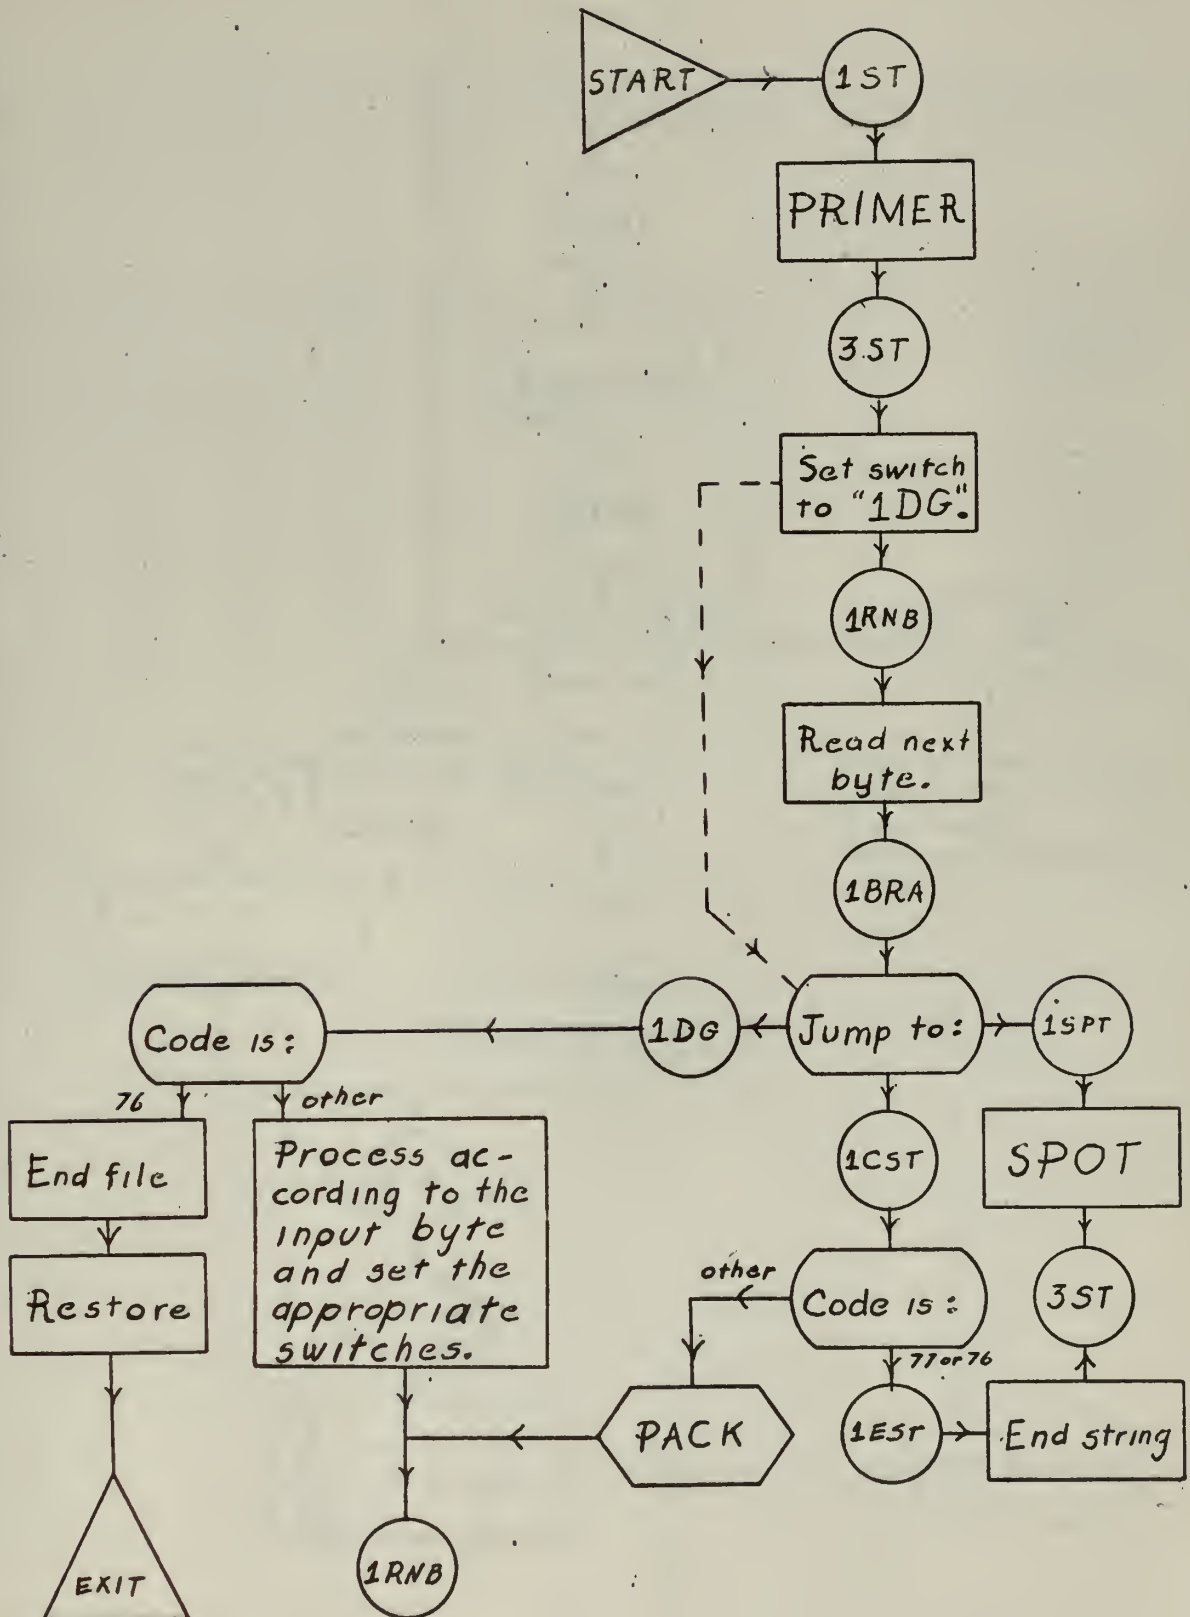 START
1ST
PRIMER
3.ST
Set switch
to "1DG".
1RNB
Read next
byte.
1BRA
Jump to:
1DG
1SPT
Code is:
76
other
End file
Restore
EXIT
Process ac-
cording to the
input byte
and set the
appropriate
switches.
1RNB
1CST
Code is:
other
77 or 76
PACK
1EST
End string
3ST
SPOT